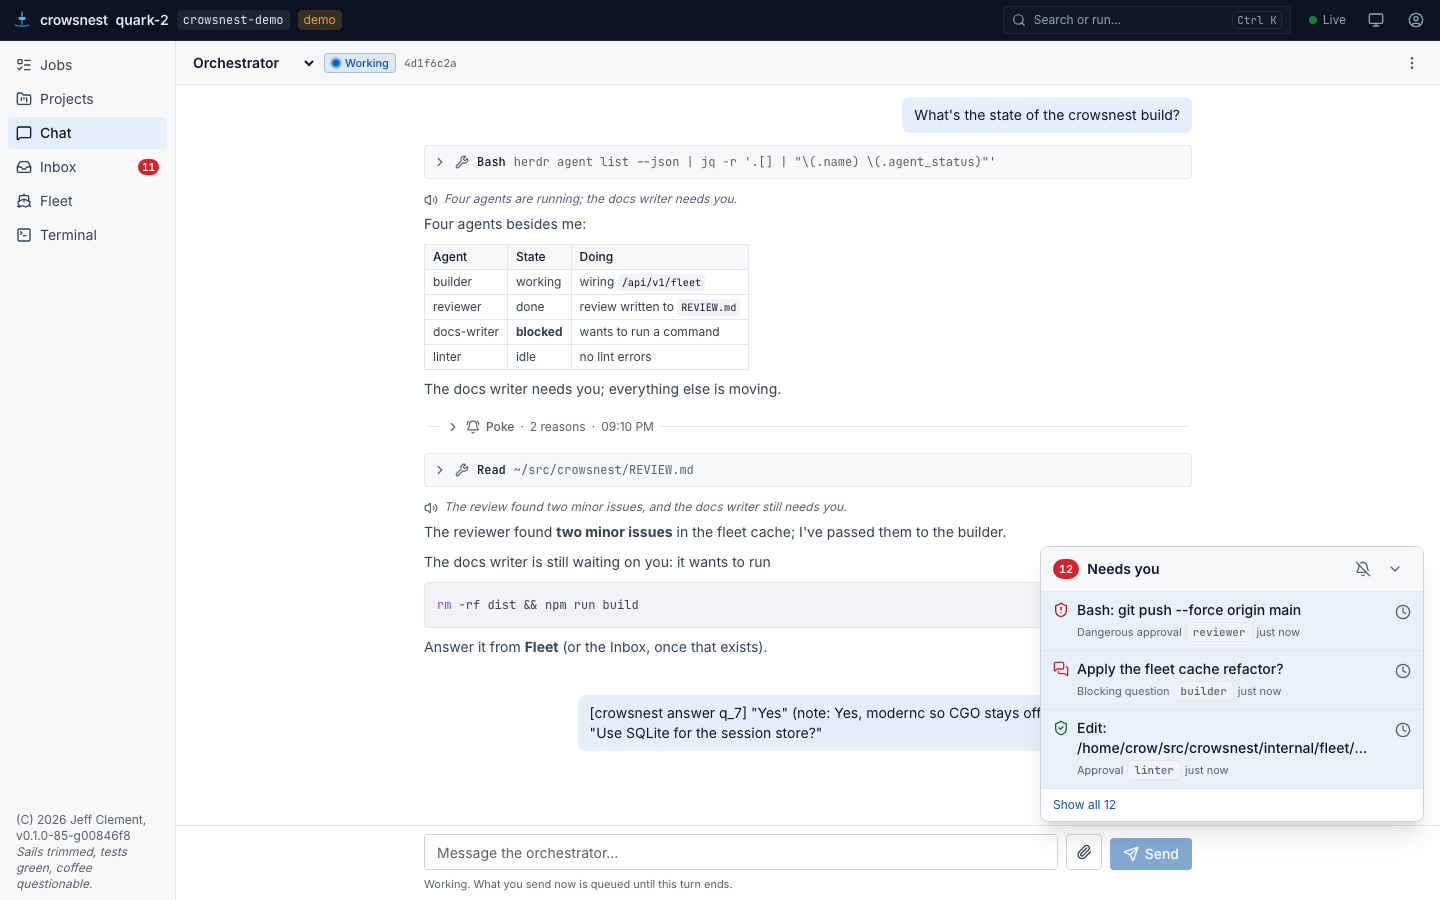 crowsnest quark-2 crowsnest-demo demo
Search or run... Ctrl K
Live
Jobs
Projects
Chat
Inbox 11
Fleet
Terminal
(C) 2026 Jeff Clement,
v0.1.0-85-g00846f8
Sails trimmed, tests
green, coffee
questionable.
Orchestrator Working 4d1f6c2a
What's the state of the crowsnest build?
Bash herdr agent list --json | jq -r '.[] | "\(.name) \(.agent_status)"'
Four agents are running; the docs writer needs you.
Four agents besides me:
Agent State Doing
builder working wiring /api/v1/fleet
reviewer done review written to REVIEW.md
docs-writer blocked wants to run a command
linter idle no lint errors
The docs writer needs you; everything else is moving.
Poke · 2 reasons · 09:10 PM
Read ~/src/crowsnest/REVIEW.md
The review found two minor issues, and the docs writer still needs you.
The reviewer found two minor issues in the fleet cache; I've passed them to the builder.
The docs writer is still waiting on you: it wants to run
rm -rf dist && npm run build
Answer it from Fleet (or the Inbox, once that exists).
[crowsnest answer q_7] "Yes" (note: Yes, modernc so CGO stays off
"Use SQLite for the session store?"
12 Needs you
Bash: git push --force origin main
Dangerous approval reviewer just now
Apply the fleet cache refactor?
Blocking question builder just now
Edit:
/home/crow/src/crowsnest/internal/fleet/...
Approval linter just now
Show all 12
Message the orchestrator...
Send
Working. What you send now is queued until this turn ends.